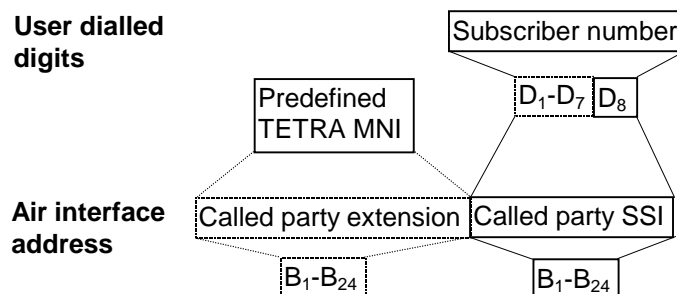 User dialled
digits
Subscriber number
Predefined
TETRA MNI
D₁-D₇ D₈
Air interface
address
Called party extension Called party SSI
B₁-B₂₄ B₁-B₂₄